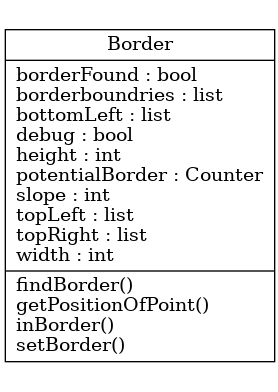 Border
borderFound : bool
borderboundries : list
bottomLeft : list
debug : bool
height : int
potentialBorder : Counter
slope : int
topLeft : list
topRight : list
width : int
findBorder()
getPositionOfPoint()
inBorder()
setBorder()